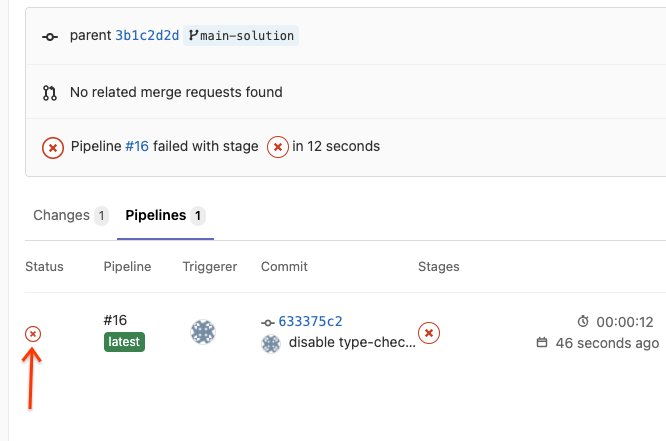 parent 3b1c2d2d main-solution
No related merge requests found
Pipeline #16 failed with stage in 12 seconds
Changes 1 Pipelines 1
Status Pipeline Triggerer Commit Stages
#16 633375c2 00:00:12
latest disable type-chec... 46 seconds ago